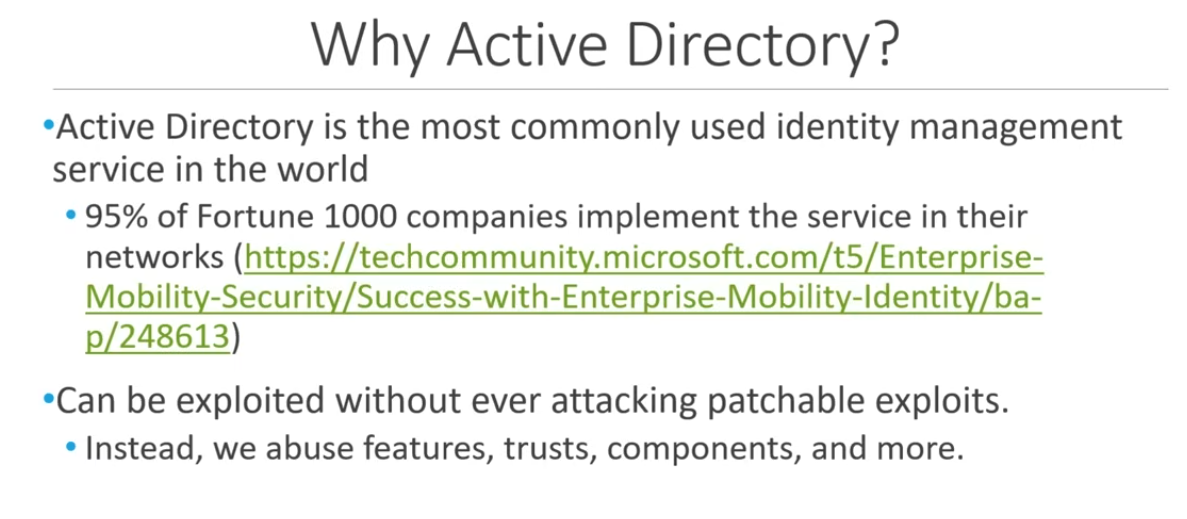 Why Active Directory?
•Active Directory is the most commonly used identity management
service in the world
• 95% of Fortune 1000 companies implement the service in their
networks (https://techcommunity.microsoft.com/t5/Enterprise-
Mobility-Security/Success-with-Enterprise-Mobility-Identity/ba-
p/248613)
•Can be exploited without ever attacking patchable exploits.
• Instead, we abuse features, trusts, components, and more.